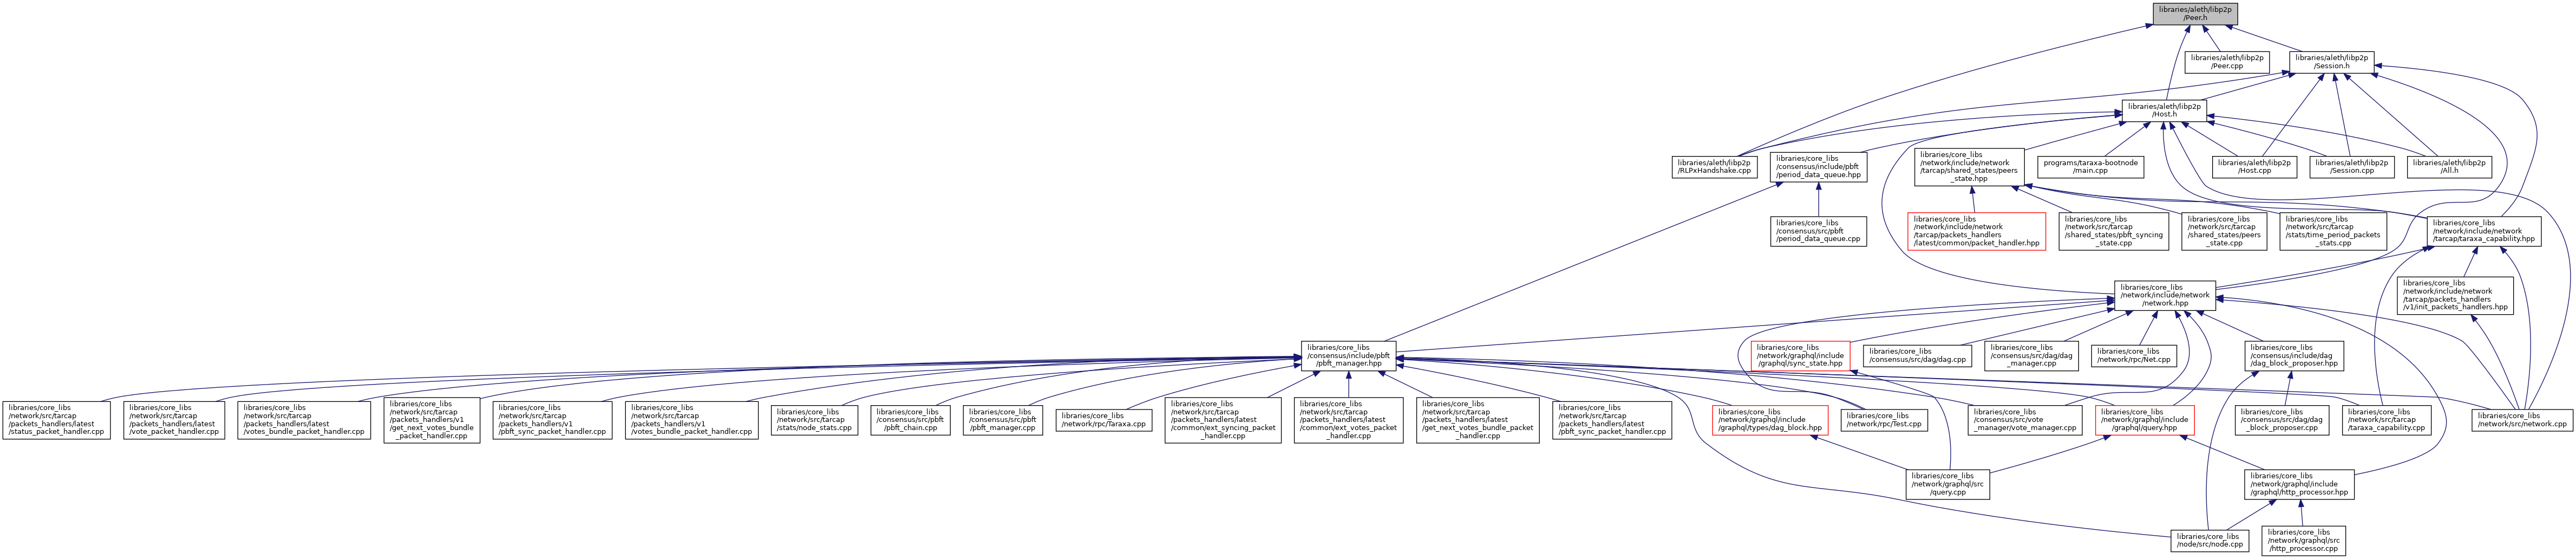 libraries/aleth/libp2p
/Peer.h
libraries/aleth/libp2p
/Peer.cpp
libraries/aleth/libp2p
/Session.h
libraries/aleth/libp2p
/Host.h
libraries/aleth/libp2p
/RLPxHandshake.cpp
libraries/core_libs
/consensus/include/pbft
/period_data_queue.hpp
libraries/core_libs
/network/include/network
/tarcap/shared_states/peers
_state.hpp
programs/taraxa-bootnode
/main.cpp
libraries/aleth/libp2p
/Host.cpp
libraries/aleth/libp2p
/Session.cpp
libraries/aleth/libp2p
/All.h
libraries/core_libs
/consensus/src/pbft
/period_data_queue.cpp
libraries/core_libs
/network/include/network
/tarcap/packets_handlers
/latest/common/packet_handler.hpp
libraries/core_libs
/network/src/tarcap
/shared_states/pbft_syncing
_state.cpp
libraries/core_libs
/network/src/tarcap
/shared_states/peers
_state.cpp
libraries/core_libs
/network/src/tarcap
/stats/time_period_packets
_stats.cpp
libraries/core_libs
/network/include/network
/tarcap/taraxa_capability.hpp
libraries/core_libs
/network/include/network
/network.hpp
libraries/core_libs
/network/include/network
/tarcap/packets_handlers
/v1/init_packets_handlers.hpp
libraries/core_libs
/consensus/include/pbft
/pbft_manager.hpp
libraries/core_libs
/network/graphql/include
/graphql/sync_state.hpp
libraries/core_libs
/consensus/src/dag/dag.cpp
libraries/core_libs
/consensus/src/dag/dag
_manager.cpp
libraries/core_libs
/network/rpc/Net.cpp
libraries/core_libs
/consensus/include/dag
/dag_block_proposer.hpp
libraries/core_libs
/network/src/tarcap
/packets_handlers/latest
/status_packet_handler.cpp
libraries/core_libs
/network/src/tarcap
/packets_handlers/latest
/vote_packet_handler.cpp
libraries/core_libs
/network/src/tarcap
/packets_handlers/latest
/votes_bundle_packet_handler.cpp
libraries/core_libs
/network/src/tarcap
/packets_handlers/v1
/get_next_votes_bundle
_packet_handler.cpp
libraries/core_libs
/network/src/tarcap
/packets_handlers/v1
/pbft_sync_packet_handler.cpp
libraries/core_libs
/network/src/tarcap
/packets_handlers/v1
/votes_bundle_packet_handler.cpp
libraries/core_libs
/network/src/tarcap
/stats/node_stats.cpp
libraries/core_libs
/consensus/src/pbft
/pbft_chain.cpp
libraries/core_libs
/consensus/src/pbft
/pbft_manager.cpp
libraries/core_libs
/network/rpc/Taraxa.cpp
libraries/core_libs
/network/src/tarcap
/packets_handlers/latest
/common/ext_syncing_packet
_handler.cpp
libraries/core_libs
/network/src/tarcap
/packets_handlers/latest
/common/ext_votes_packet
_handler.cpp
libraries/core_libs
/network/src/tarcap
/packets_handlers/latest
/get_next_votes_bundle_packet
_handler.cpp
libraries/core_libs
/network/src/tarcap
/packets_handlers/latest
/pbft_sync_packet_handler.cpp
libraries/core_libs
/network/graphql/include
/graphql/types/dag_block.hpp
libraries/core_libs
/network/rpc/Test.cpp
libraries/core_libs
/consensus/src/vote
_manager/vote_manager.cpp
libraries/core_libs
/network/graphql/include
/graphql/query.hpp
libraries/core_libs
/consensus/src/dag/dag
_block_proposer.cpp
libraries/core_libs
/network/src/tarcap
/taraxa_capability.cpp
libraries/core_libs
/network/src/network.cpp
libraries/core_libs
/network/graphql/src
/query.cpp
libraries/core_libs
/network/graphql/include
/graphql/http_processor.hpp
libraries/core_libs
/node/src/node.cpp
libraries/core_libs
/network/graphql/src
/http_processor.cpp